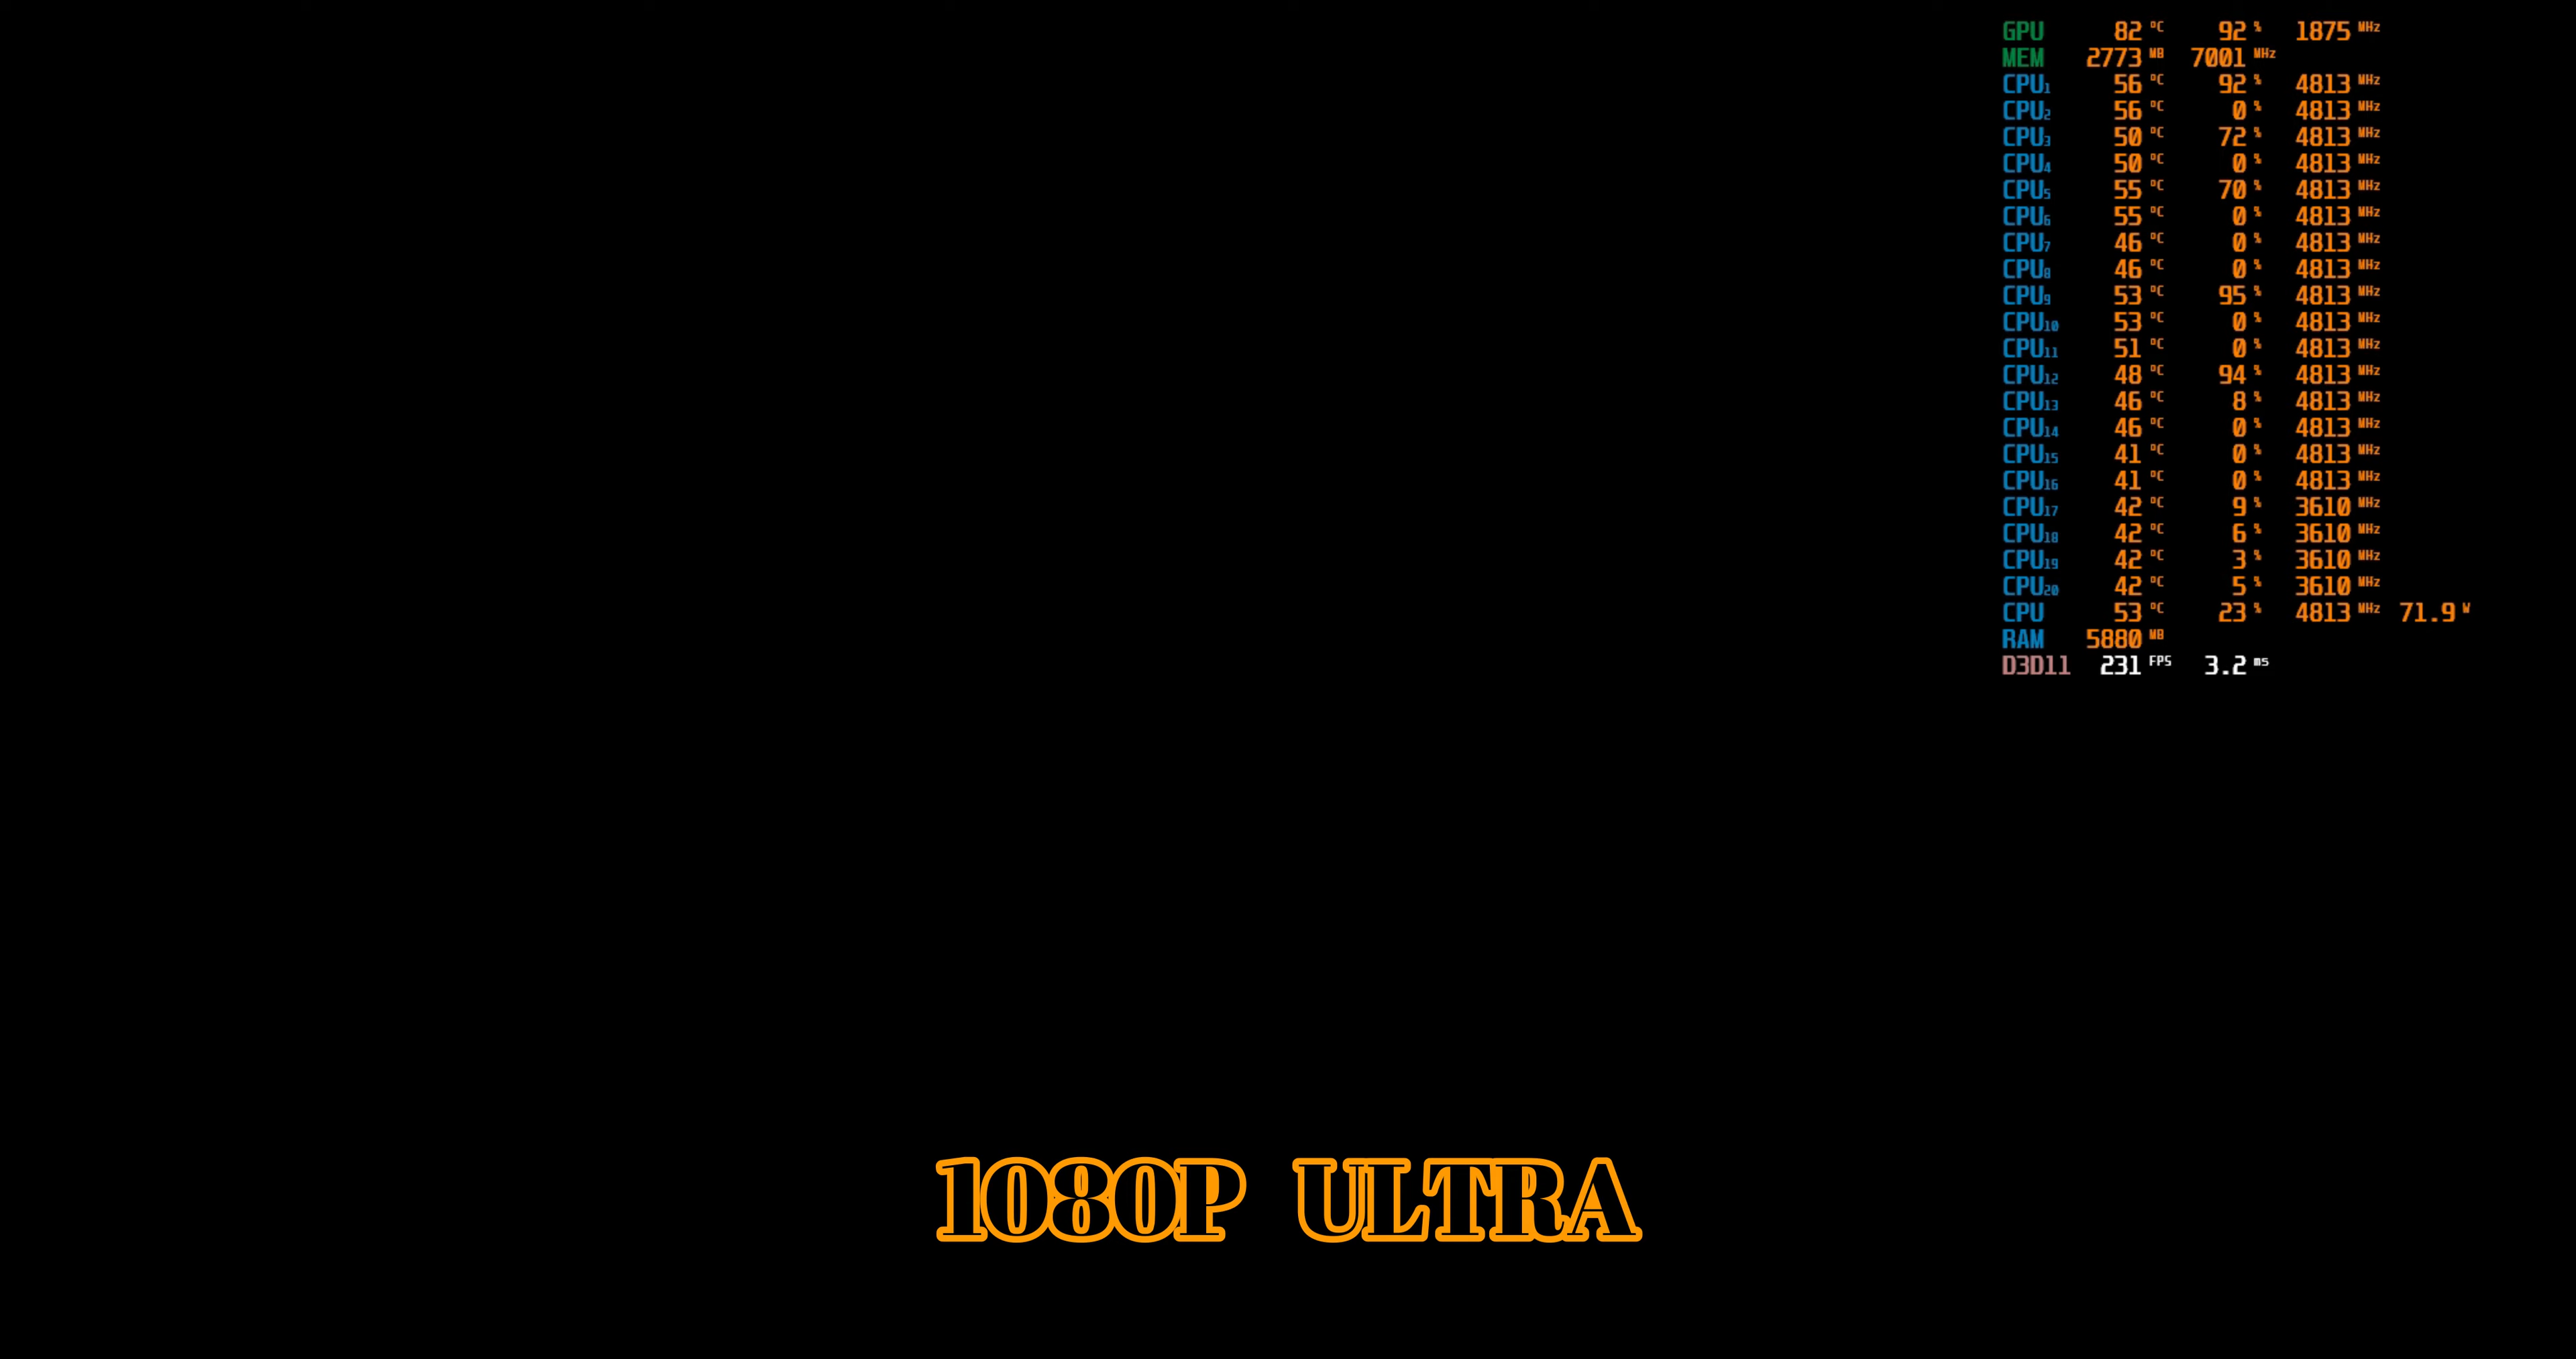 GPU 82 °C 92 % 1875 MHz
MEM 2773 MB 7001 MHz
CPU1 56 °C 92 % 4813 MHz
CPU2 56 °C 0 % 4813 MHz
CPU3 50 °C 72 % 4813 MHz
CPU4 50 °C 0 % 4813 MHz
CPU5 55 °C 70 % 4813 MHz
CPU6 55 °C 0 % 4813 MHz
CPU7 46 °C 0 % 4813 MHz
CPU8 46 °C 0 % 4813 MHz
CPU9 53 °C 95 % 4813 MHz
CPU10 53 °C 0 % 4813 MHz
CPU11 51 °C 0 % 4813 MHz
CPU12 48 °C 94 % 4813 MHz
CPU13 46 °C 8 % 4813 MHz
CPU14 46 °C 0 % 4813 MHz
CPU15 41 °C 0 % 4813 MHz
CPU16 41 °C 0 % 4813 MHz
CPU17 42 °C 9 % 3610 MHz
CPU18 42 °C 6 % 3610 MHz
CPU19 42 °C 3 % 3610 MHz
CPU20 42 °C 5 % 3610 MHz
CPU 53 °C 23 % 4813 MHz 71.9 W
RAM 5880 MB
D3D11 231 FPS 3.2 ms
1080P ULTRA